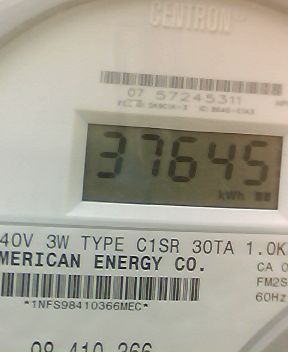 CENTRON®
07 57245311
37645
kWh
40V 3W TYPE C1SR 30TA 1.0K
MERICAN ENERGY CO.
CA 0
FM2S
60Hz
*1NFS98410366MEC*
98 410 366